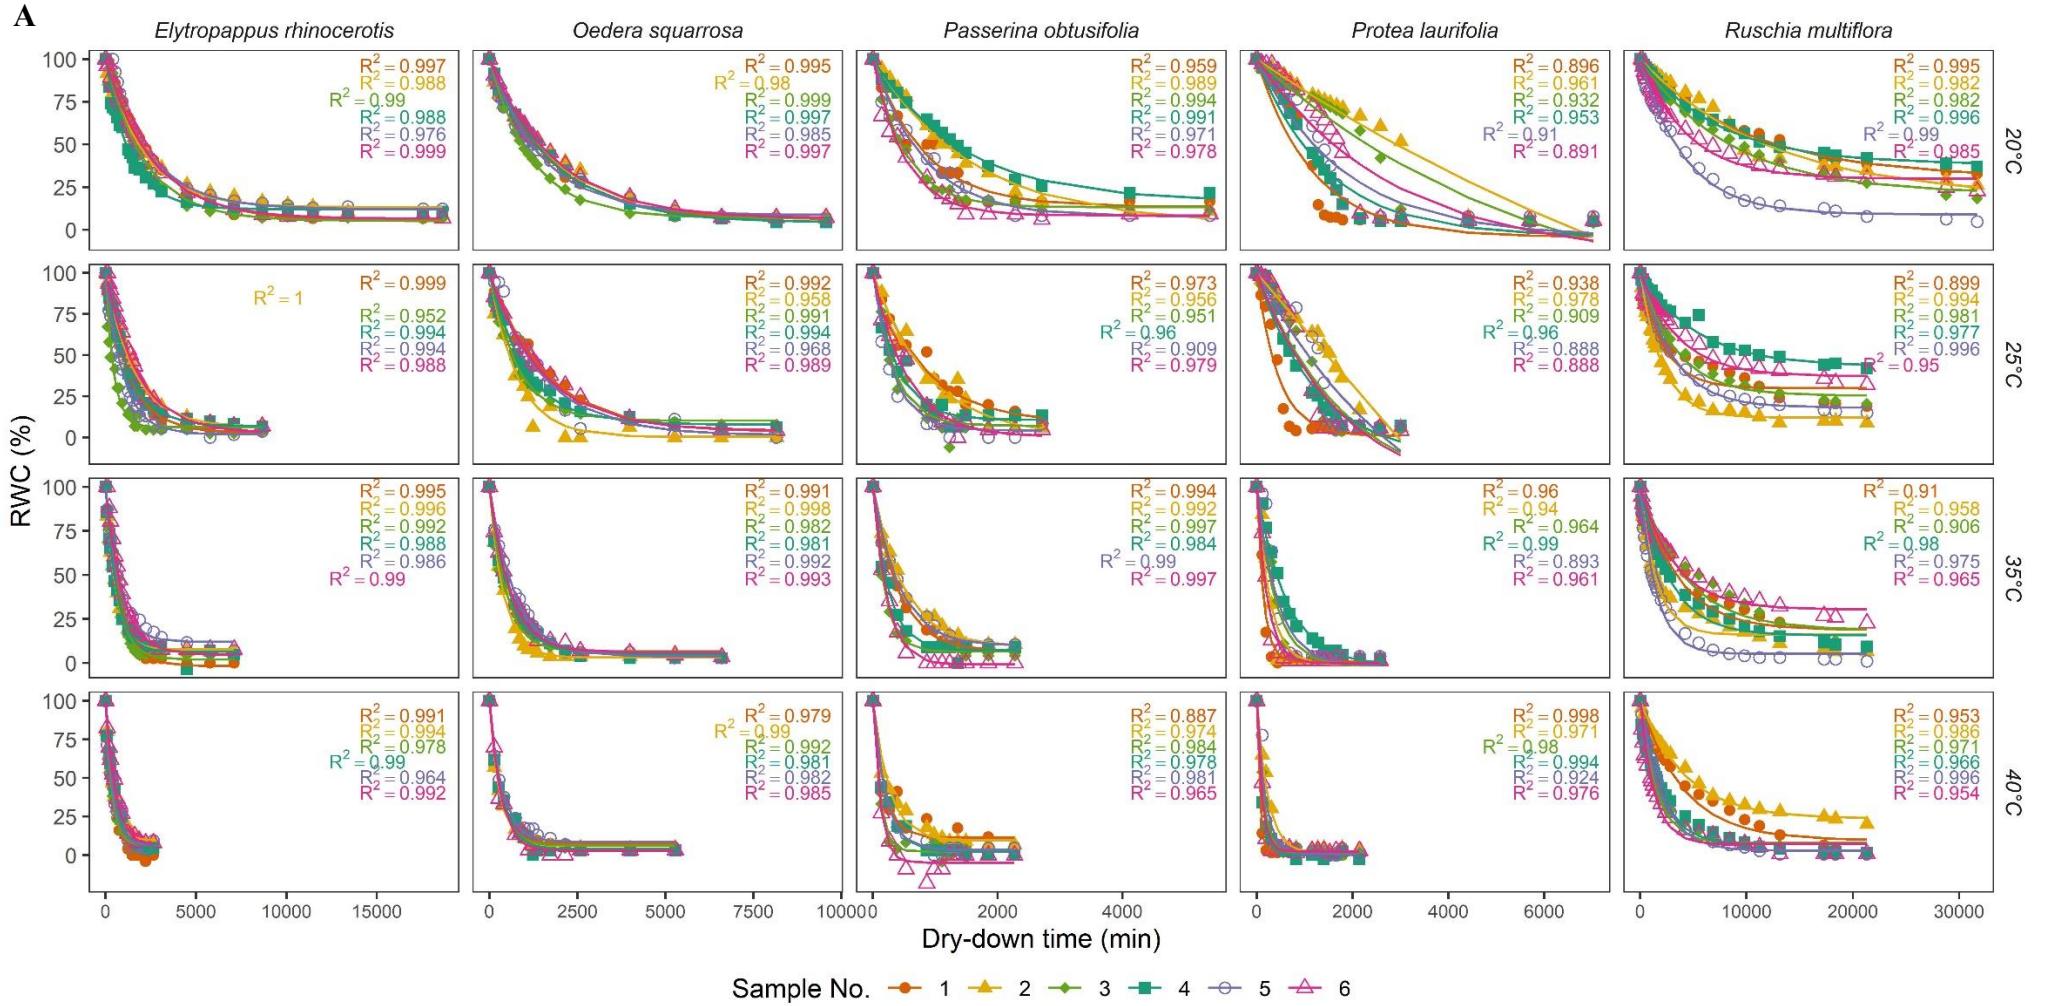 A
Elytropappus rhinocerotis
Oedera squarrosa
Passerina obtusifolia
Protea laurifolia
Ruschia multiflora
RWC (%)
100
75
50
25
0
R² = 0.997
R² = 0.988
R² = 0.99
R² = 0.988
R² = 0.976
R² = 0.999
R² = 0.995
R² = 0.98
R² = 0.999
R² = 0.997
R² = 0.985
R² = 0.997
R² = 0.959
R² = 0.989
R² = 0.994
R² = 0.991
R² = 0.971
R² = 0.978
R² = 0.896
R² = 0.961
R² = 0.932
R² = 0.953
R² = 0.91
R² = 0.891
R² = 0.995
R² = 0.982
R² = 0.982
R² = 0.996
R² = 0.99
R² = 0.985
20°C
100
75
50
25
0
R² = 0.999
R² = 1
R² = 0.952
R² = 0.994
R² = 0.994
R² = 0.988
R² = 0.992
R² = 0.958
R² = 0.991
R² = 0.994
R² = 0.968
R² = 0.989
R² = 0.973
R² = 0.956
R² = 0.951
R² = 0.96
R² = 0.909
R² = 0.979
R² = 0.938
R² = 0.978
R² = 0.909
R² = 0.96
R² = 0.888
R² = 0.888
R² = 0.899
R² = 0.994
R² = 0.981
R² = 0.977
R² = 0.996
R² = 0.95
25°C
100
75
50
25
0
R² = 0.995
R² = 0.996
R² = 0.992
R² = 0.988
R² = 0.986
R² = 0.99
R² = 0.991
R² = 0.998
R² = 0.982
R² = 0.981
R² = 0.992
R² = 0.993
R² = 0.994
R² = 0.992
R² = 0.997
R² = 0.984
R² = 0.99
R² = 0.997
R² = 0.96
R² = 0.94
R² = 0.964
R² = 0.99
R² = 0.893
R² = 0.961
R² = 0.91
R² = 0.958
R² = 0.906
R² = 0.98
R² = 0.975
R² = 0.965
35°C
100
75
50
25
0
R² = 0.991
R² = 0.994
R² = 0.978
R² = 0.99
R² = 0.964
R² = 0.992
R² = 0.979
R² = 0.99
R² = 0.992
R² = 0.981
R² = 0.982
R² = 0.985
R² = 0.887
R² = 0.974
R² = 0.984
R² = 0.978
R² = 0.981
R² = 0.965
R² = 0.998
R² = 0.971
R² = 0.98
R² = 0.994
R² = 0.924
R² = 0.976
R² = 0.953
R² = 0.986
R² = 0.971
R² = 0.966
R² = 0.996
R² = 0.954
40°C
0 5000 10000 15000
0 2500 5000 7500 10000
0 2000 4000
0 2000 4000 6000
0 10000 20000 30000
Dry-down time (min)
Sample No. 1 2 3 4 5 6